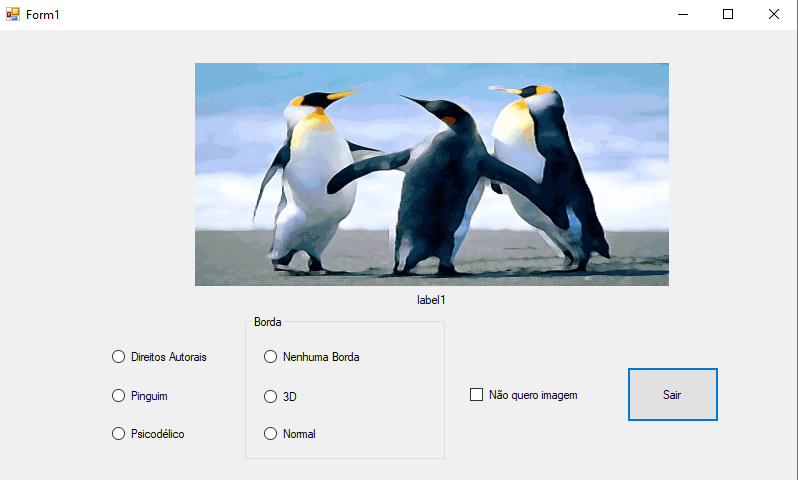 Form1
label1
Borda
Direitos Autorais
Nenhuma Borda
Pinguim
3D
Não quero imagem
Sair
Psicodélico
Normal